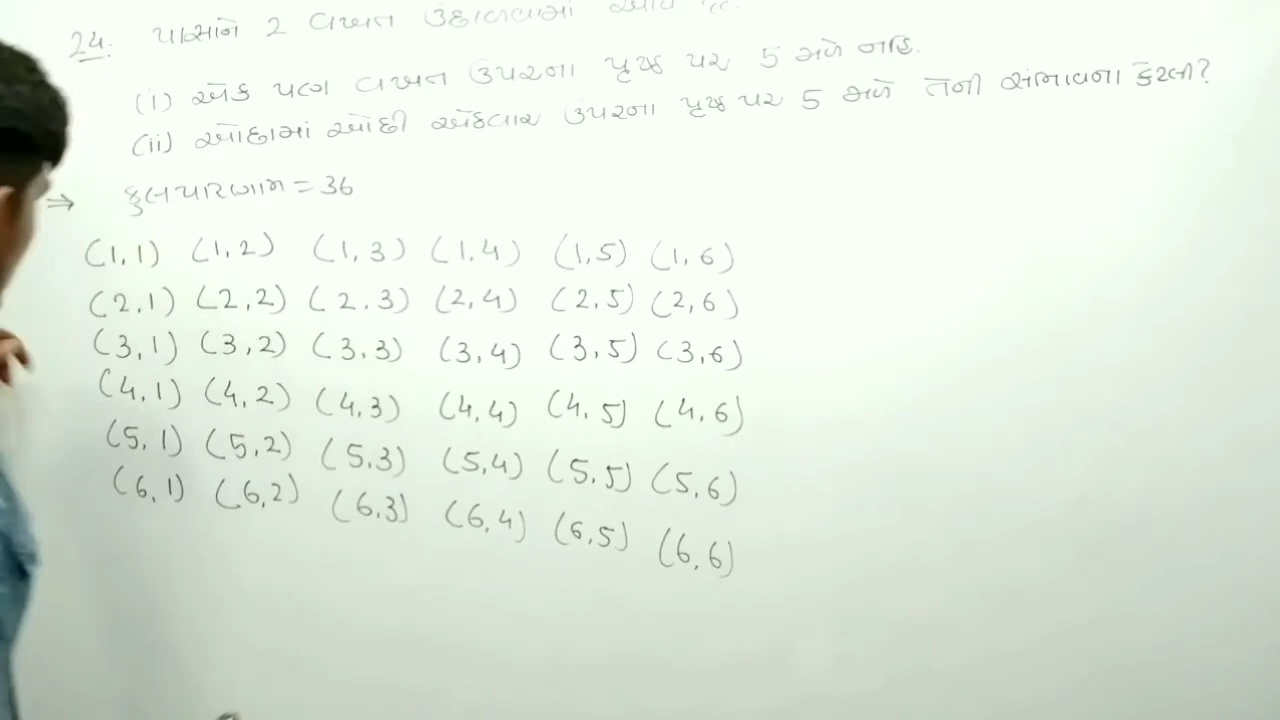 24. પાસાને 2 વખત ઉછાળવામાં આવે છે.
(i) એક પણ વખત ઉપરના પૃષ્ઠ પર 5 મળે નહિ.
(ii) ઓછામાં ઓછી એકવાર ઉપરના પૃષ્ઠ પર 5 મળે તેની સંભાવના કેટલી?
⇒ કુલ પરિણામ = 36
(1,1) (1,2) (1,3) (1,4) (1,5) (1,6)
(2,1) (2,2) (2,3) (2,4) (2,5) (2,6)
(3,1) (3,2) (3,3) (3,4) (3,5) (3,6)
(4,1) (4,2) (4,3) (4,4) (4,5) (4,6)
(5,1) (5,2) (5,3) (5,4) (5,5) (5,6)
(6,1) (6,2) (6,3) (6,4) (6,5) (6,6)